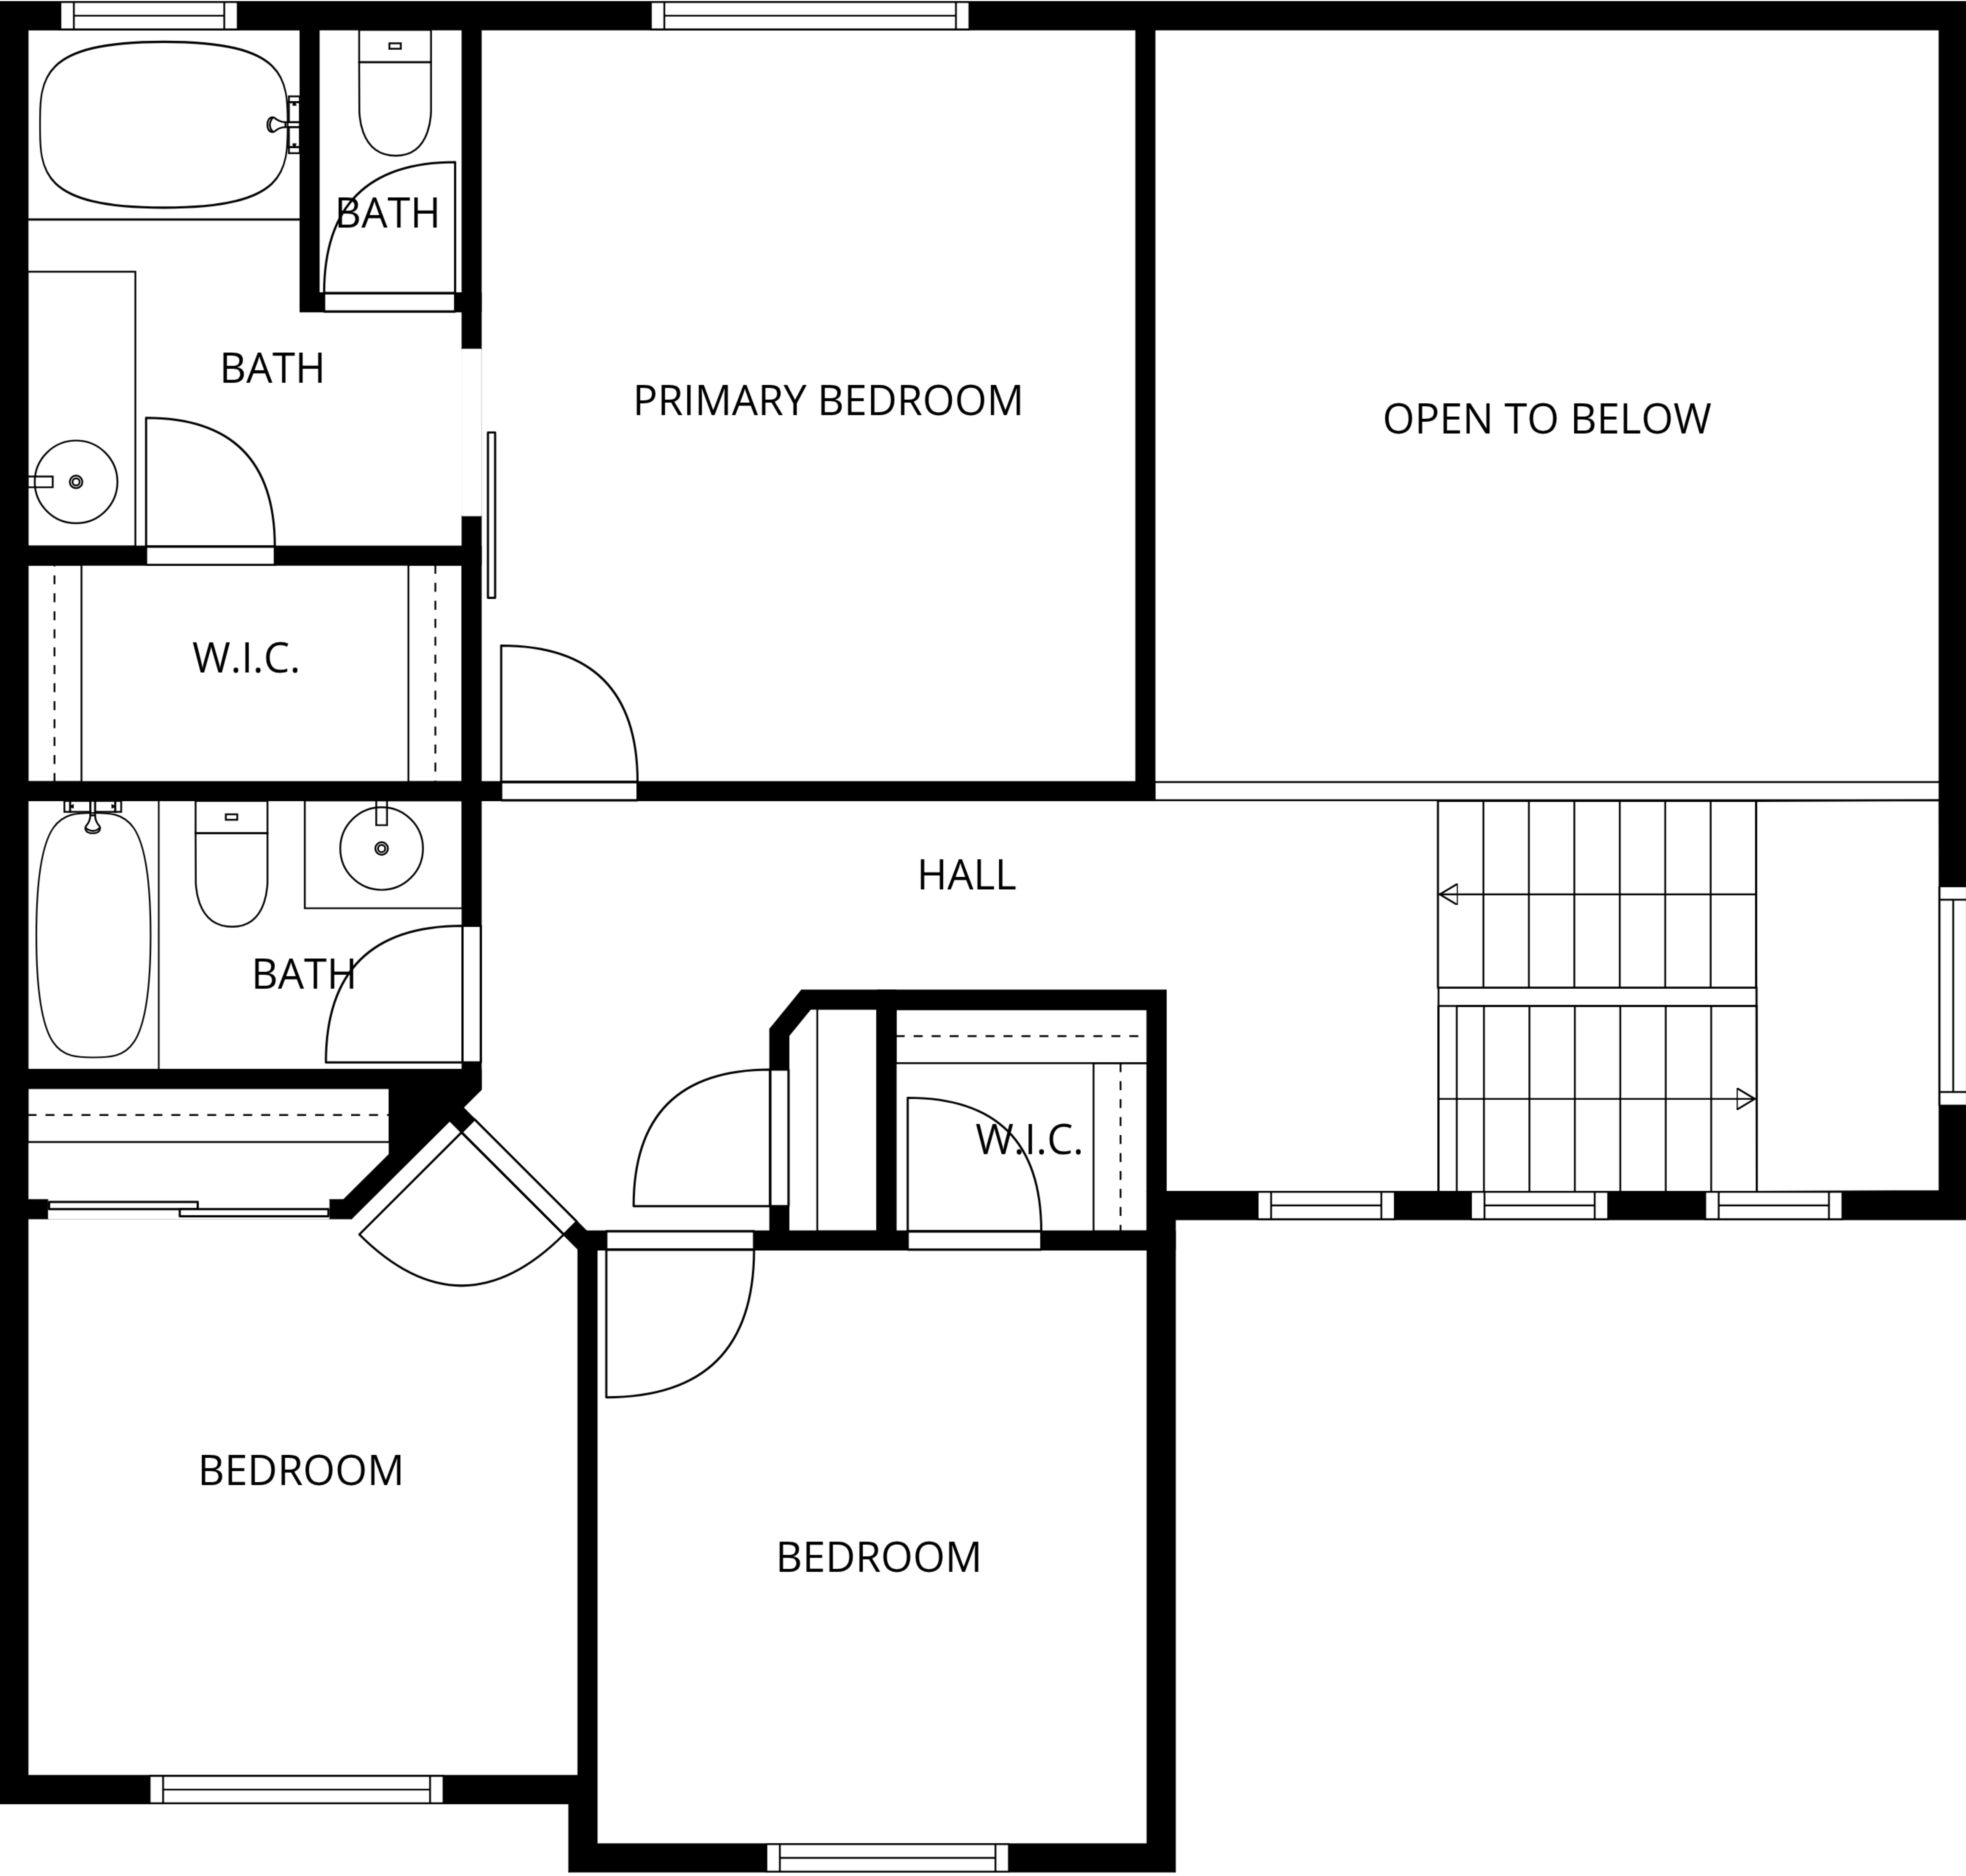 BATH
BATH
PRIMARY BEDROOM
OPEN TO BELOW
W.I.C.
HALL
BATH
W.I.C.
BEDROOM
BEDROOM